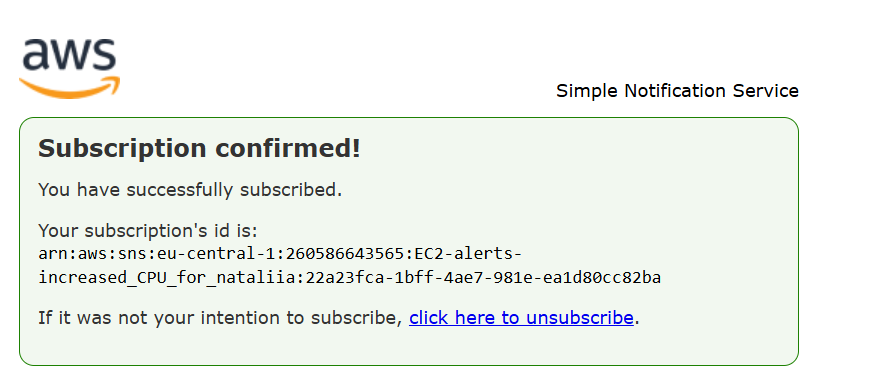 aws
Simple Notification Service
Subscription confirmed!
You have successfully subscribed.
Your subscription's id is:
arn:aws:sns:eu-central-1:260586643565:EC2-alerts-
increased_CPU_for_nataliia:22a23fca-1bff-4ae7-981e-ea1d80cc82ba
If it was not your intention to subscribe, click here to unsubscribe.